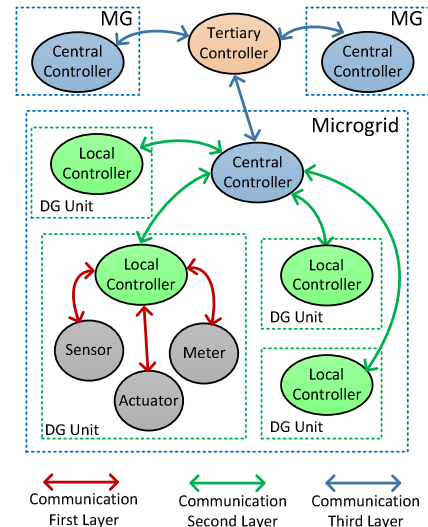 MG
Central
Controller
Tertiary
Controller
MG
Central
Controller
Microgrid
Local
Controller
DG Unit
Central
Controller
Local
Controller
Sensor
Actuator
Meter
DG Unit
Local
Controller
DG Unit
Local
Controller
DG Unit
Communication
First Layer
Communication
Second Layer
Communication
Third Layer